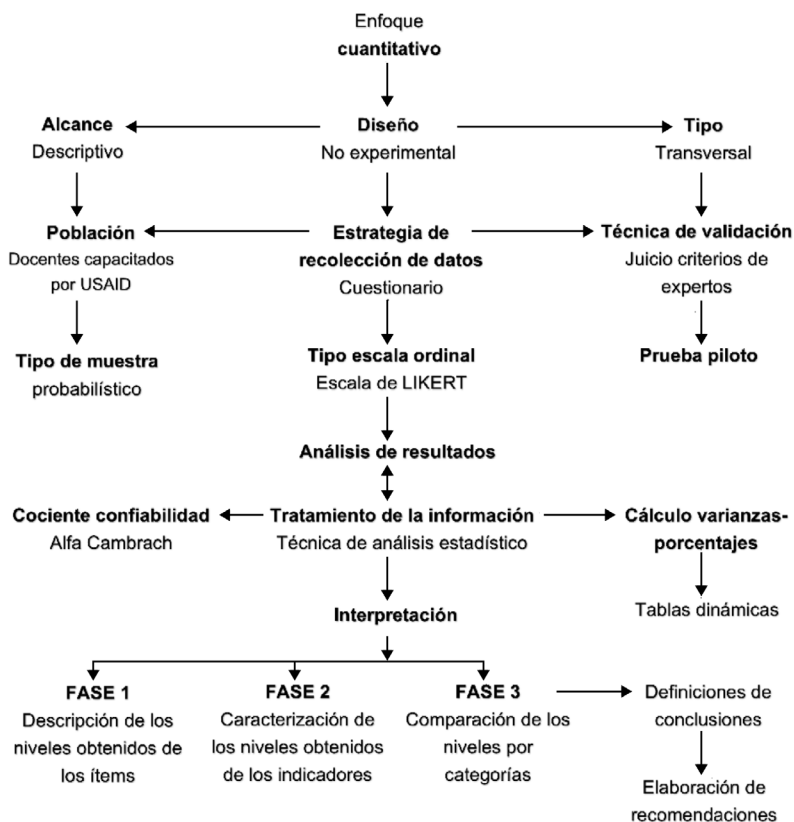 Enfoque
cuantitativo
Alcance
Descriptivo
Diseño
No experimental
Tipo
Transversal
Población
Docentes capacitados
por USAID
Estrategia de
recolección de datos
Cuestionario
Técnica de validación
Juicio criterios de
expertos
Tipo de muestra
probabilístico
Tipo escala ordinal
Escala de LIKERT
Prueba piloto
Análisis de resultados
Cociente confiabilidad
Alfa Cambrach
Tratamiento de la información
Técnica de análisis estadístico
Cálculo varianzas-
porcentajes
Tablas dinámicas
Interpretación
FASE 1
Descripción de los
niveles obtenidos de
los ítems
FASE 2
Caracterización de
los niveles obtenidos
de los indicadores
FASE 3
Comparación de los
niveles por
categorías
Definiciones de
conclusiones
Elaboración de
recomendaciones